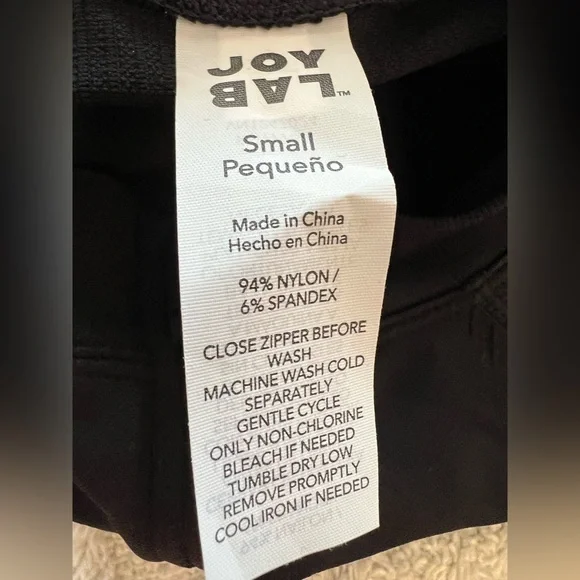 JOY
LAB™
Small
Pequeño
Made in China
Hecho en China
94% NYLON /
6% SPANDEX
CLOSE ZIPPER BEFORE
WASH
MACHINE WASH COLD
SEPARATELY
GENTLE CYCLE
ONLY NON-CHLORINE
BLEACH IF NEEDED
TUMBLE DRY LOW
REMOVE PROMPTLY
COOL IRON IF NEEDED